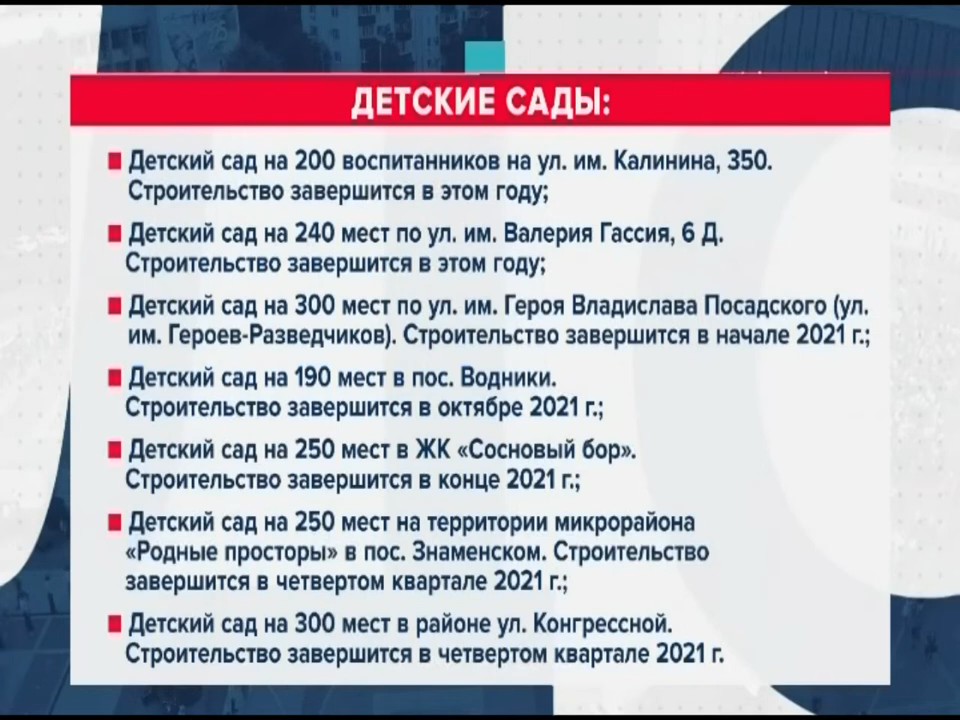 ДЕТСКИЕ САДЫ:
Детский сад на 200 воспитанников на ул. им. Калинина, 350.
Строительство завершится в этом году;
Детский сад на 240 мест по ул. им. Валерия Гассия, 6 Д.
Строительство завершится в этом году;
Детский сад на 300 мест по ул. им. Героя Владислава Посадского (ул.
им. Героев-Разведчиков). Строительство завершится в начале 2021 г.;
Детский сад на 190 мест в пос. Водники.
Строительство завершится в октябре 2021 г.;
Детский сад на 250 мест в ЖК «Сосновый бор».
Строительство завершится в конце 2021 г.;
Детский сад на 250 мест на территории микрорайона
«Родные просторы» в пос. Знаменском. Строительство
завершится в четвертом квартале 2021 г.;
Детский сад на 300 мест в районе ул. Конгрессной.
Строительство завершится в четвертом квартале 2021 г.